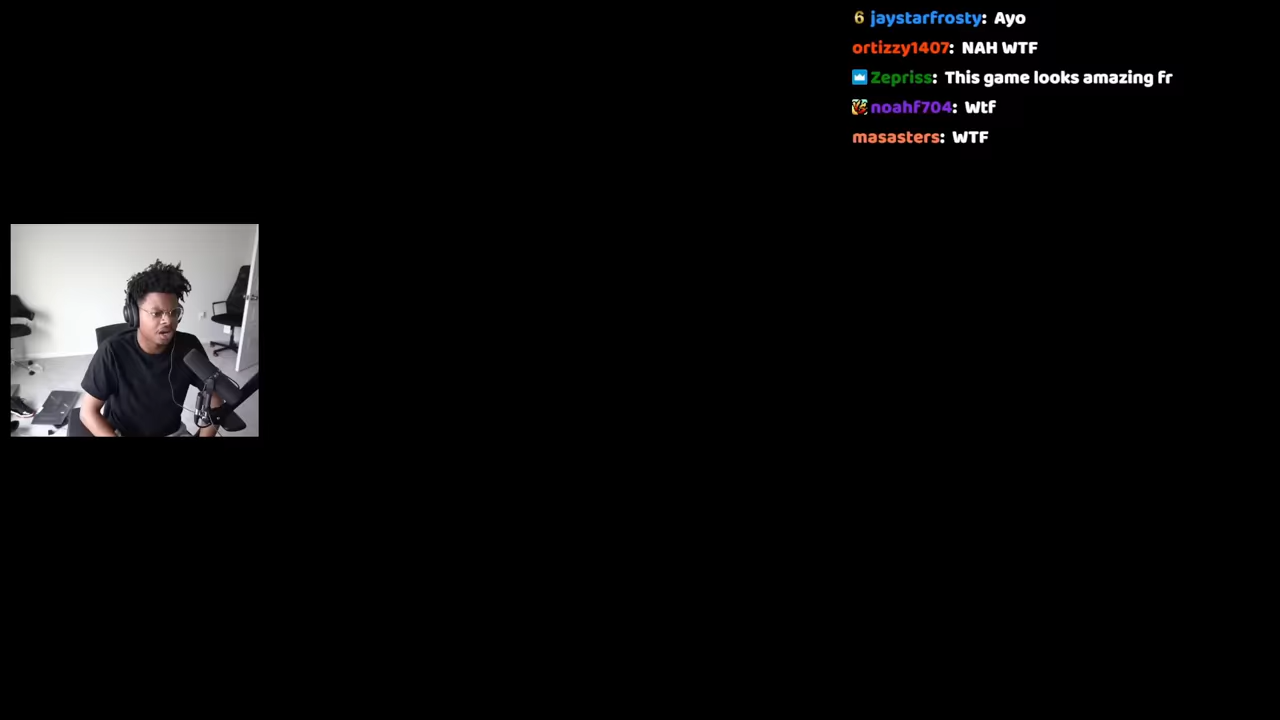 6 jaystarfrosty: Ayo
ortizzy1407: NAH WTF
Zepriss: This game looks amazing fr
noahf704: Wtf
masasters: WTF